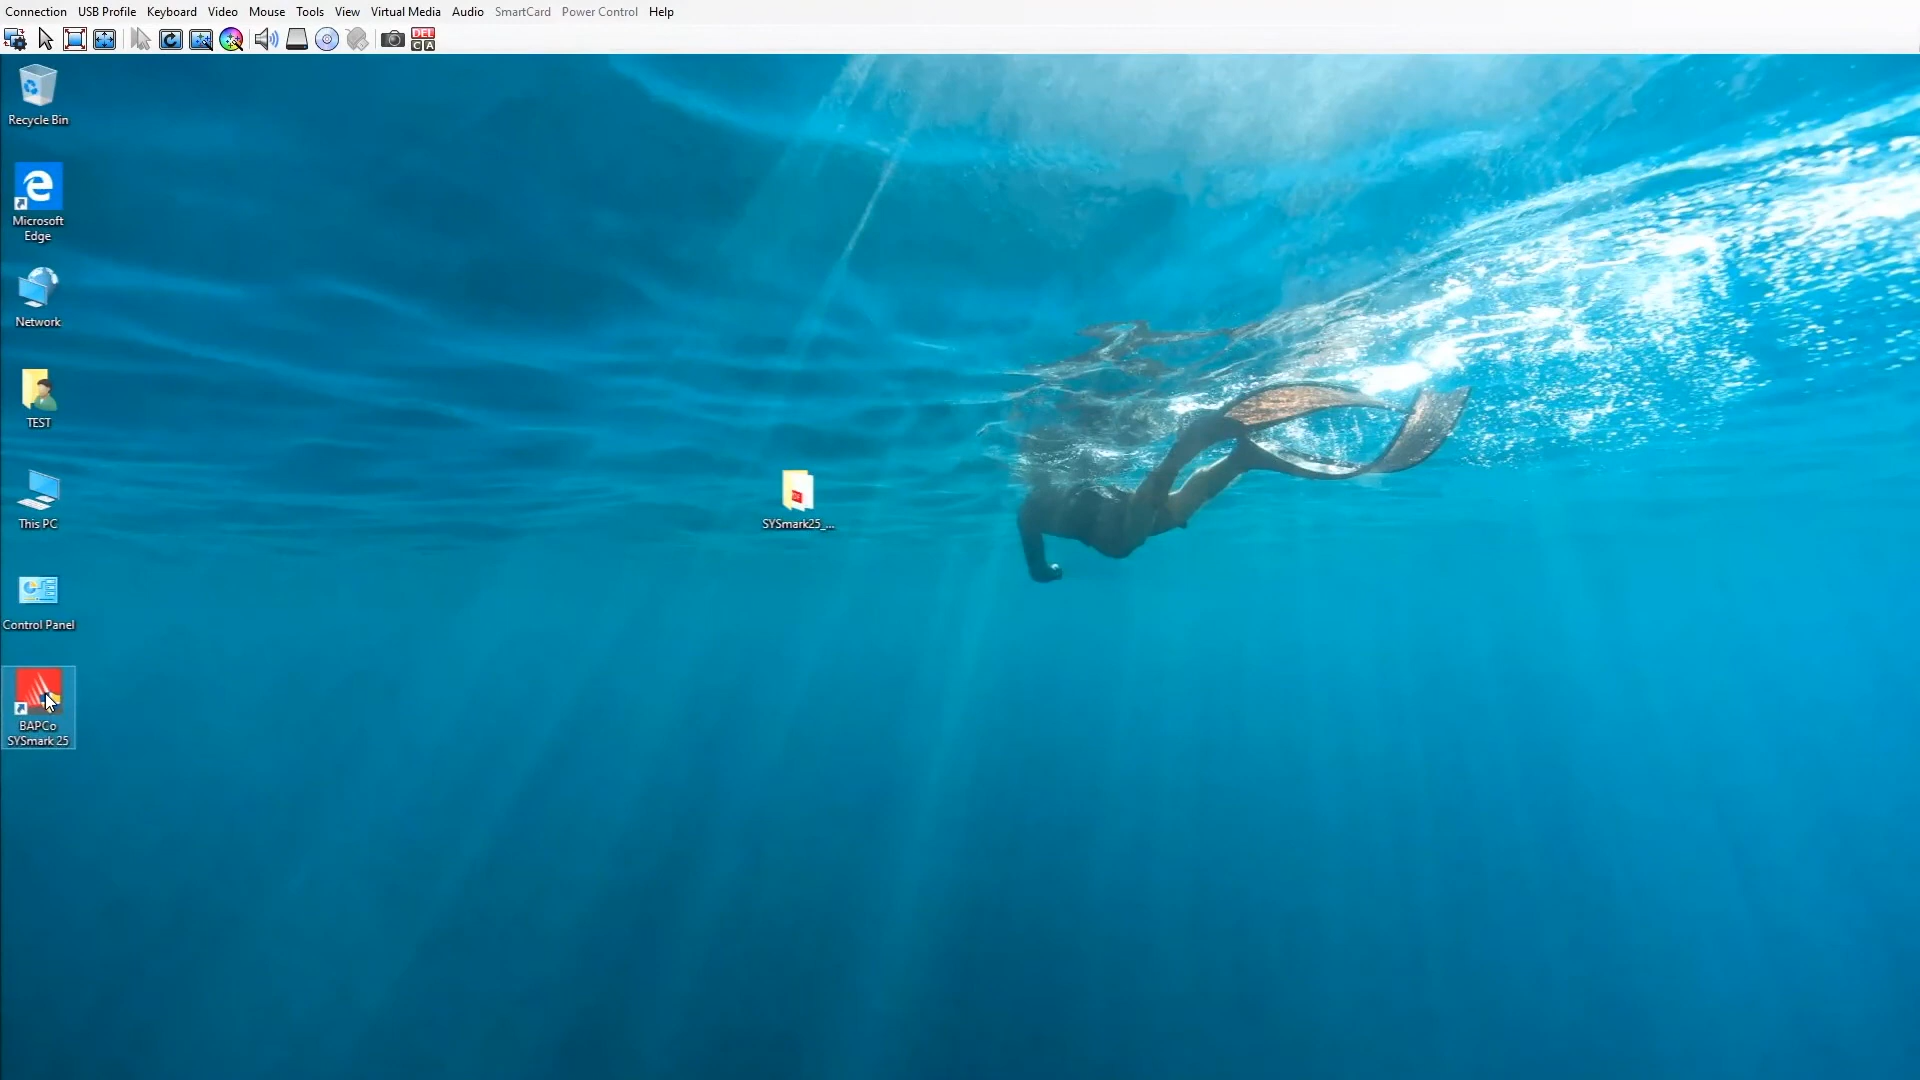 Connection USB Profile Keyboard Video Mouse Tools View Virtual Media Audio SmartCard Power Control Help
DEL
C A
Recycle Bin
Microsoft
Edge
Network
TEST
This PC
SYSmark25_...
Control Panel
BAPCo
SYSmark 25